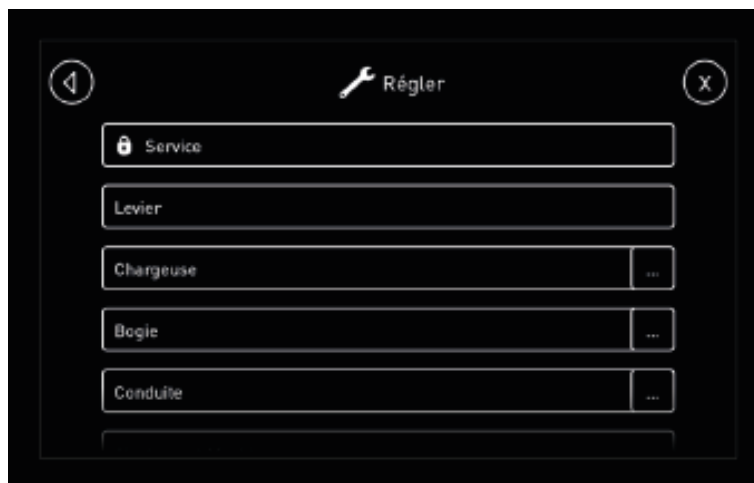 Régler
X
Service
Levier
Chargeuse
...
Bogie
...
Conduite
...